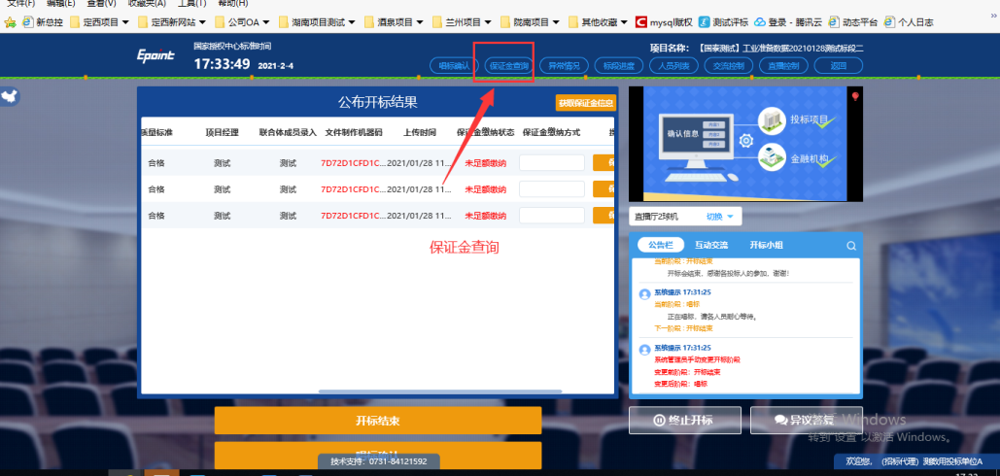 文件(F) 编辑(E) 查看(V) 收藏夹(A) 工具(T) 帮助(H)
新总控 定西项目 定西新网站 公司OA 湖南项目测试 酒泉项目 兰州项目 陇南项目 其他收藏 mysql赋权 测试评标 登录 - 腾讯云 动态平台 个人日志
Epoint
国家授权中心标准时间
17:33:49 2021-2-4
项目名称: 【国泰测试】工业准备数据20210128测试标段二
唱标确认 保证金查询 异常情况 标段进度 人员列表 交流控制 直播控制 返回
公布开标结果
获取保证金信息
质量标准 项目经理 联合体成员录入 文件制作机器码 上传时间 保证金缴纳状态 保证金缴纳方式
合格 测试 测试 7D72D1CFD1C... 2021/01/28 11... 未足额缴纳
合格 测试 测试 7D72D1CFD1C... 2021/01/28 11... 未足额缴纳
合格 测试 测试 7D72D1CFD1C... 2021/01/28 11... 未足额缴纳
保证金查询
开标结束
技术支持: 0731-84121592
确认信息
投标项目
金融机构
直播厅2球机 切换
公告栏 互动交流 开标小组
当前阶段: 开标结束
开标会结束，感谢各投标人的参加，谢谢!
系统提示 17:31:25
当前阶段: 唱标
正在唱标，请各人员耐心等待。
下一阶段: 开标结束
系统提示 17:31:25
系统管理员手动变更开标阶段
变更前阶段: 开标结束
变更后阶段: 唱标
终止开标 异议答复
Windows
转到"设置"以激活 Windows。
欢迎您, (招标代理) 测数用投标单位A